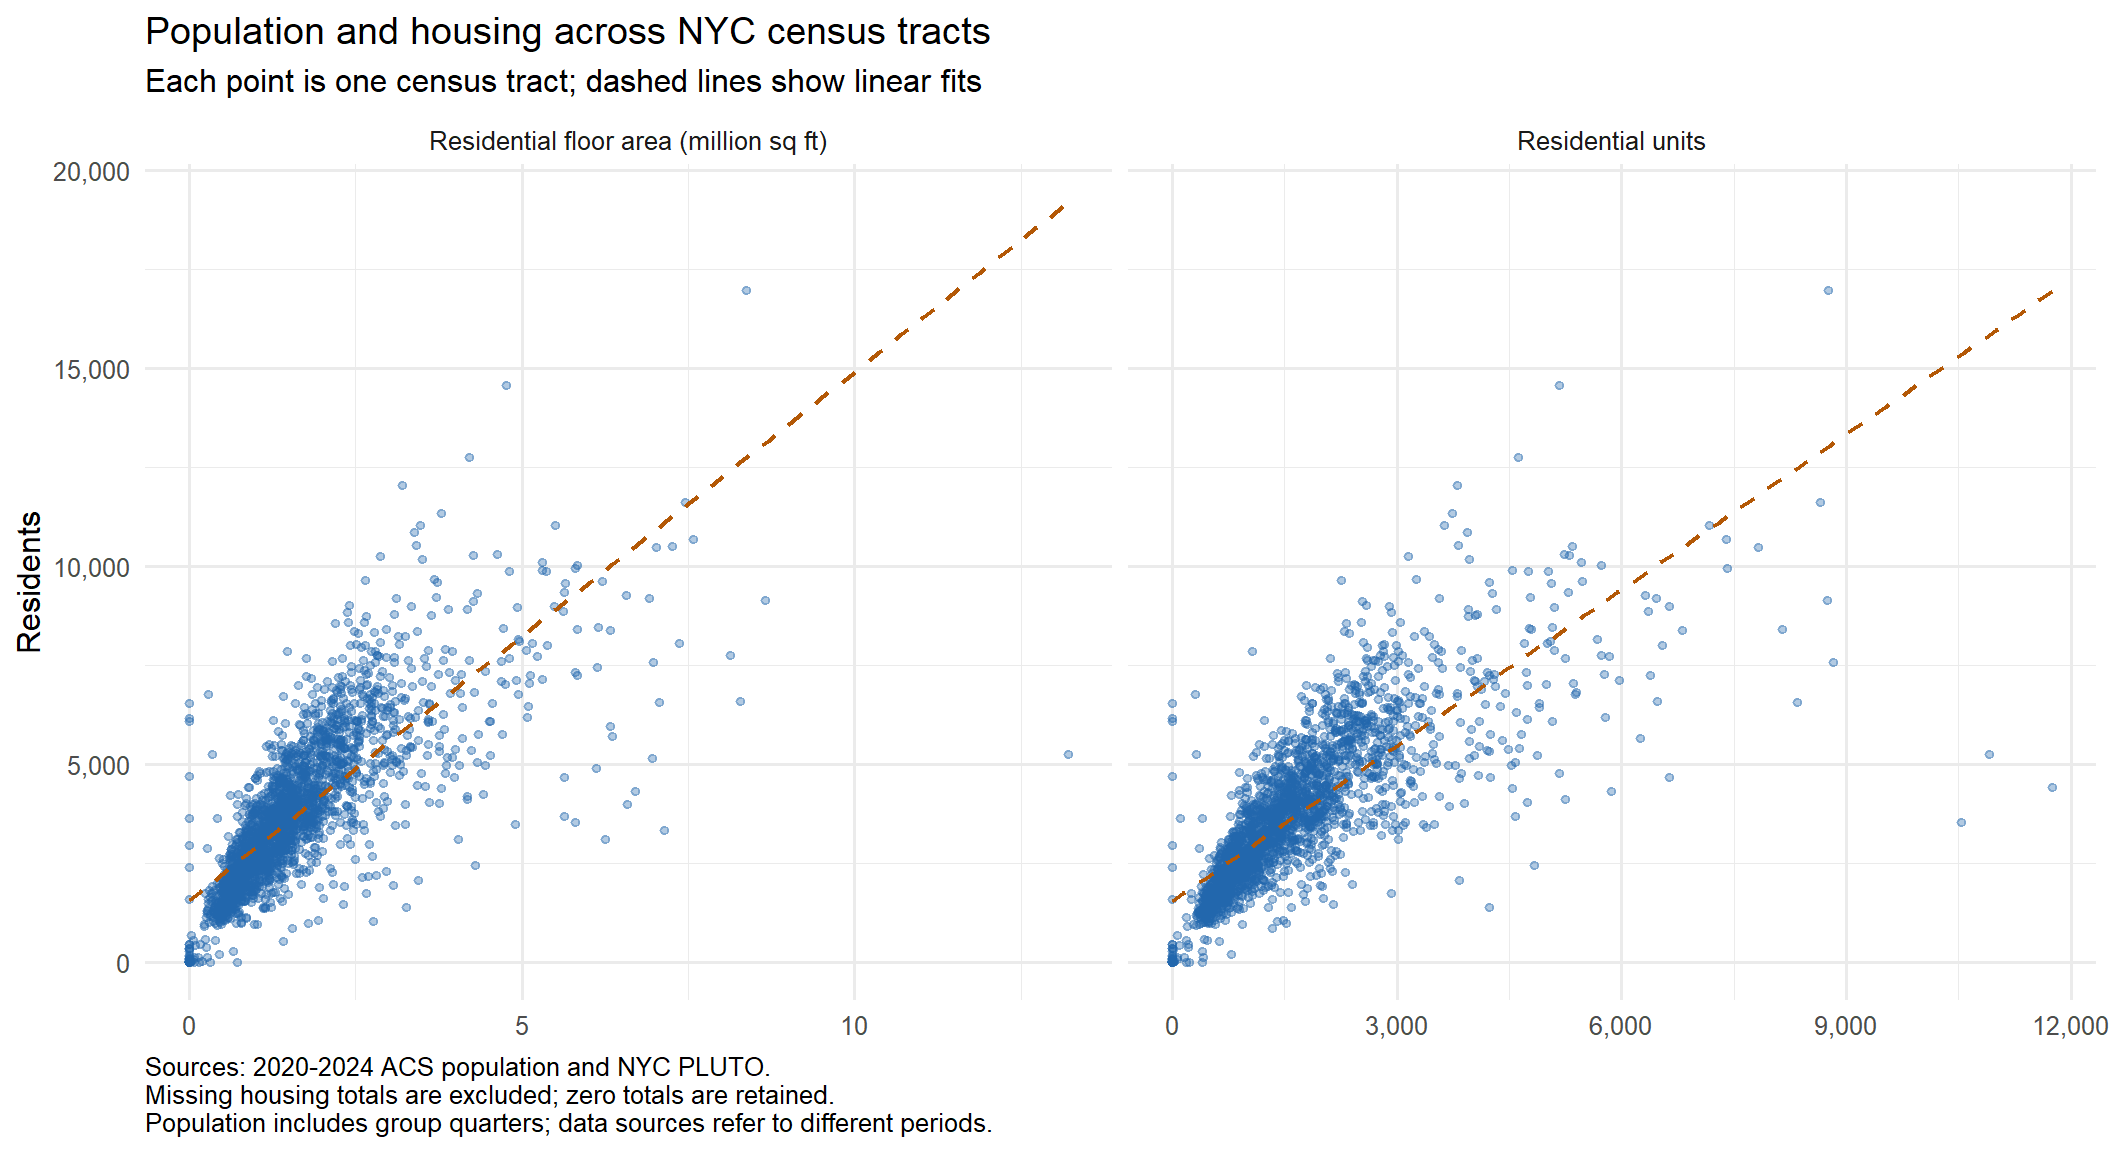 Population and housing across NYC census tracts
Each point is one census tract; dashed lines show linear fits
Residential floor area (million sq ft)
Residential units
20,000
15,000
10,000
5,000
0
Residents
0
5
10
0
3,000
6,000
9,000
12,000
Sources: 2020-2024 ACS population and NYC PLUTO.
Missing housing totals are excluded; zero totals are retained.
Population includes group quarters; data sources refer to different periods.